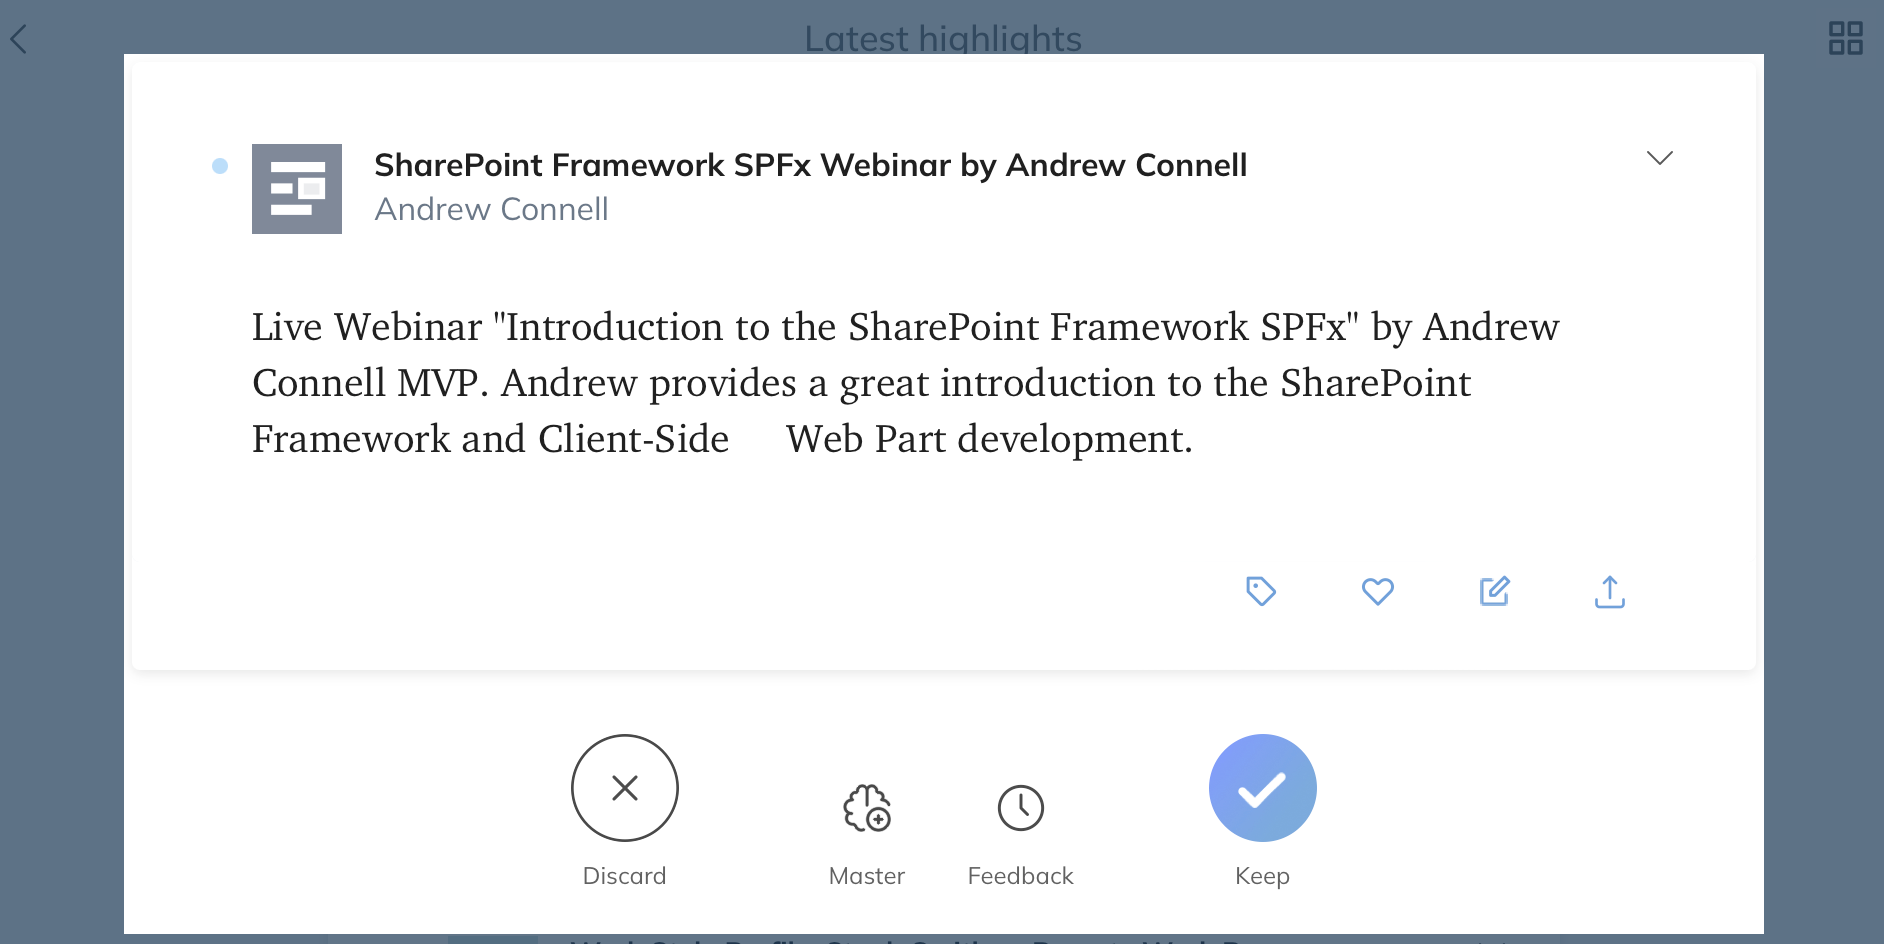 Latest highlights
SharePoint Framework SPFx Webinar by Andrew Connell
Andrew Connell
Live Webinar "Introduction to the SharePoint Framework SPFx" by Andrew
Connell MVP. Andrew provides a great introduction to the SharePoint
Framework and Client-Side Web Part development.
Discard
Master
Feedback
Keep